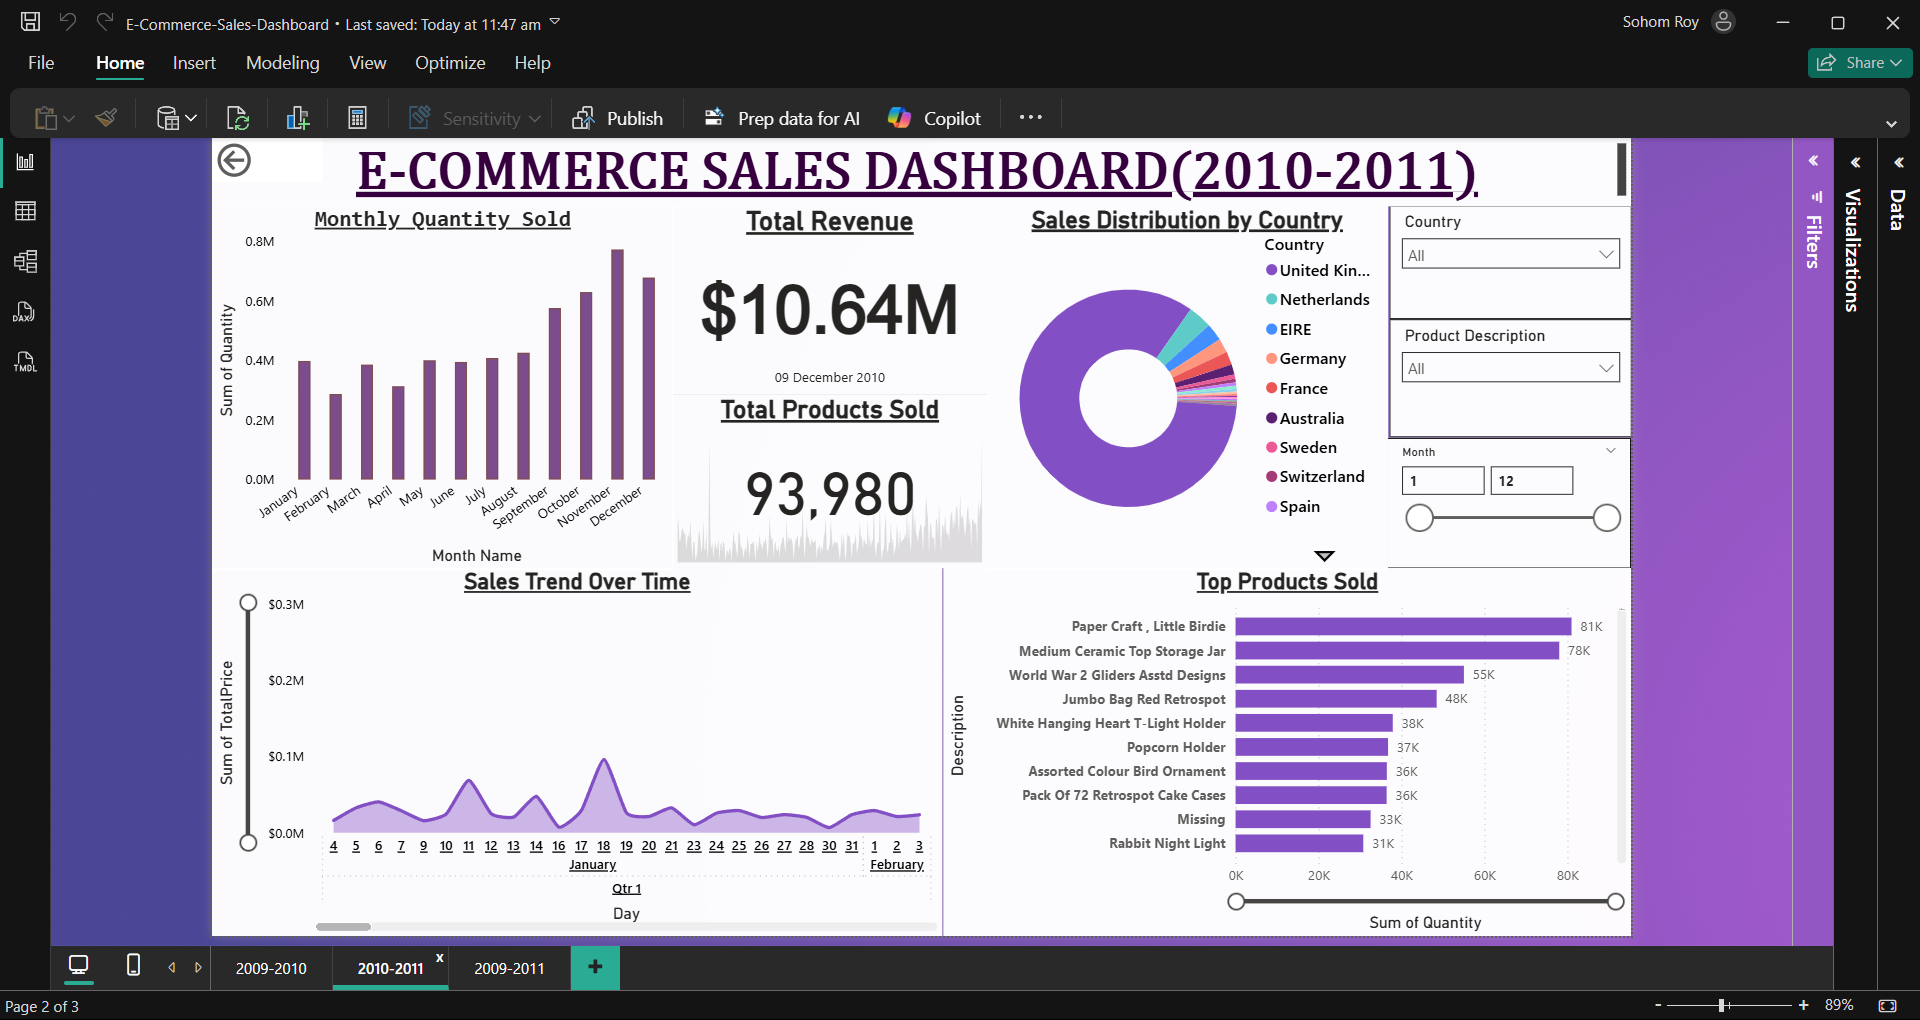 E-Commerce-Sales-Dashboard • Last saved: Today at 11:47 am
Sohom Roy
File Home Insert Modeling View Optimize Help
Share
Sensitivity
Publish
Prep data for AI
Copilot
DAX
TMDL
E-COMMERCE SALES DASHBOARD(2010-2011)
Monthly Quantity Sold
Sum of Quantity
0.8M
0.6M
0.4M
0.2M
0.0M
January February March April May June July August September October November December
Month Name
Total Revenue
$10.64M
09 December 2010
Total Products Sold
93,980
Sales Distribution by Country
Country
United Kin...
Netherlands
EIRE
Germany
France
Australia
Sweden
Switzerland
Spain
Country
All
Product Description
All
Month
1 12
Filters
Visualizations
Data
Sales Trend Over Time
Sum of TotalPrice
$0.3M
$0.2M
$0.1M
$0.0M
4 5 6 7 9 10 11 12 13 14 16 17 18 19 20 21 23 24 25 26 27 28 30 31 1 2 3
January February
Qtr 1
Day
Top Products Sold
Description
Paper Craft , Little Birdie 81K
Medium Ceramic Top Storage Jar 78K
World War 2 Gliders Asstd Designs 55K
Jumbo Bag Red Retrospot 48K
White Hanging Heart T-Light Holder 38K
Popcorn Holder 37K
Assorted Colour Bird Ornament 36K
Pack Of 72 Retrospot Cake Cases 36K
Missing 33K
Rabbit Night Light 31K
0K 20K 40K 60K 80K
Sum of Quantity
2009-2010
2010-2011 x
2009-2011
+
Page 2 of 3
- + 89%